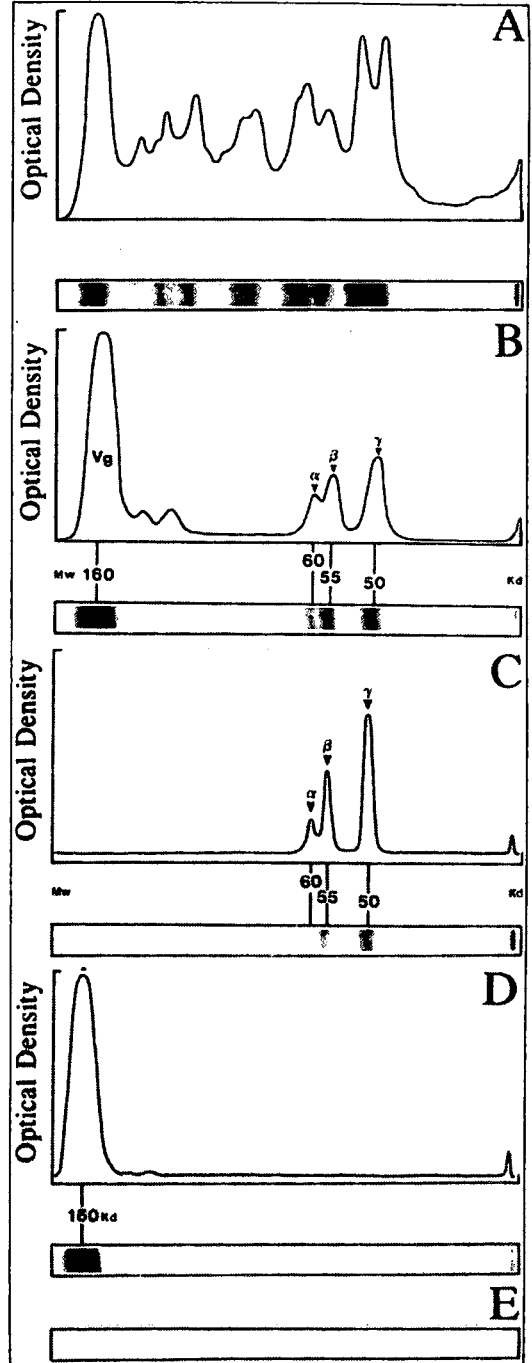 A
Optical Density
B
Optical Density
Vg
α
β
γ
Mw 160 60 55 50 Kd
C
Optical Density
α
β
γ
Mw 60 55 50 Kd
D
Optical Density
160Kd
E